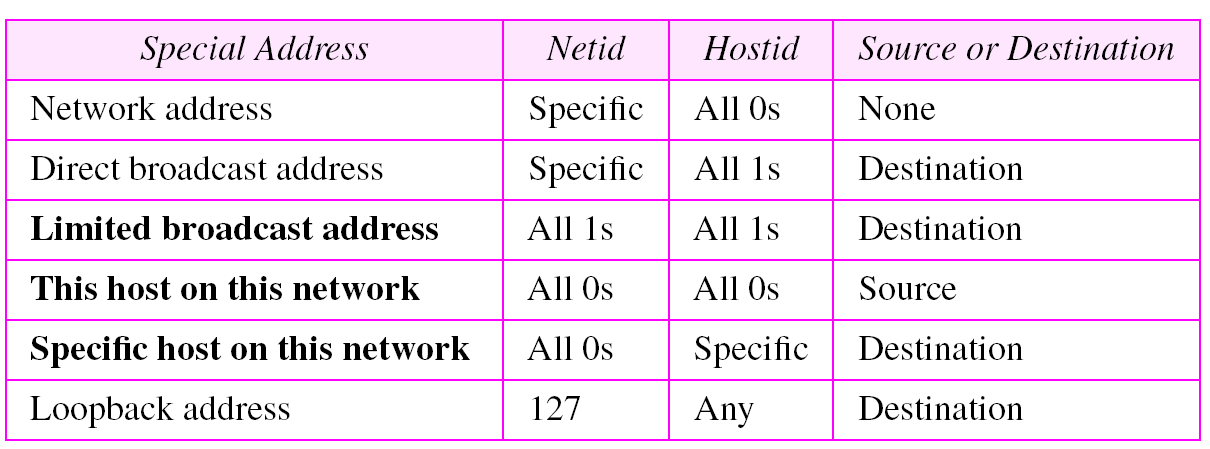 Special Address Netid Hostid Source or Destination
Network address Specific All 0s None
Direct broadcast address Specific All 1s Destination
Limited broadcast address All 1s All 1s Destination
This host on this network All 0s All 0s Source
Specific host on this network All 0s Specific Destination
Loopback address 127 Any Destination